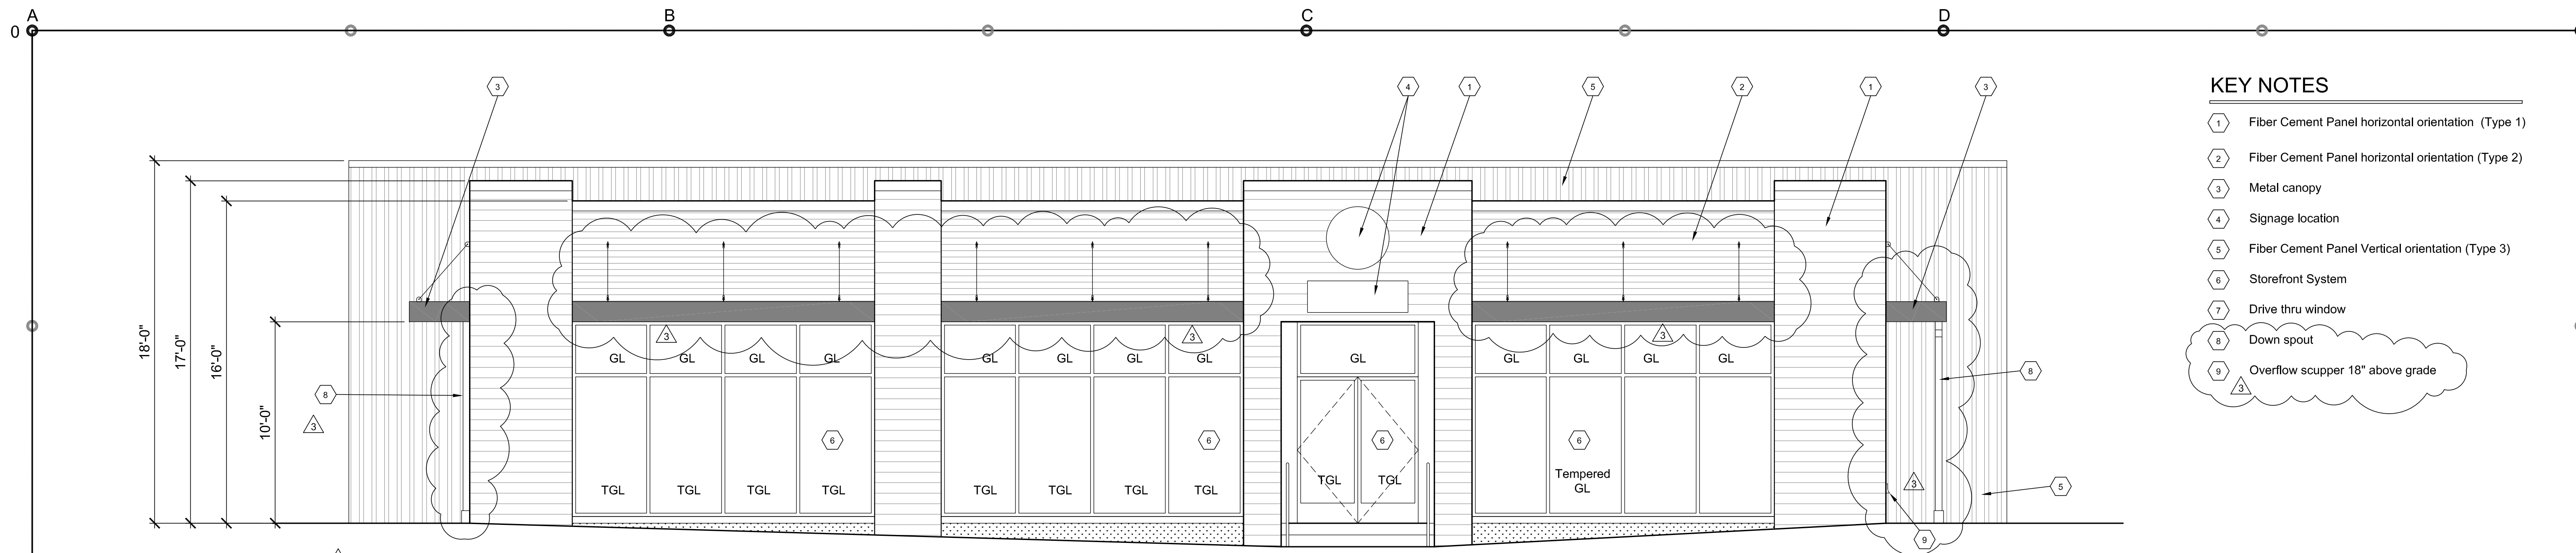 A B C D
0
KEY NOTES
1 Fiber Cement Panel horizontal orientation (Type 1)
2 Fiber Cement Panel horizontal orientation (Type 2)
3 Metal canopy
4 Signage location
5 Fiber Cement Panel Vertical orientation (Type 3)
6 Storefront System
7 Drive thru window
8 Down spout
9 Overflow scupper 18" above grade
3
3 4 1 5 2 1 3
18'-0"
17'-0"
16'-0"
10'-0"
3 3 3
GL GL GL GL GL GL GL GL GL GL GL GL GL
8 8
3
6 6 6 6
Tempered
GL
TGL TGL TGL TGL TGL TGL TGL TGL TGL TGL
3 5
9